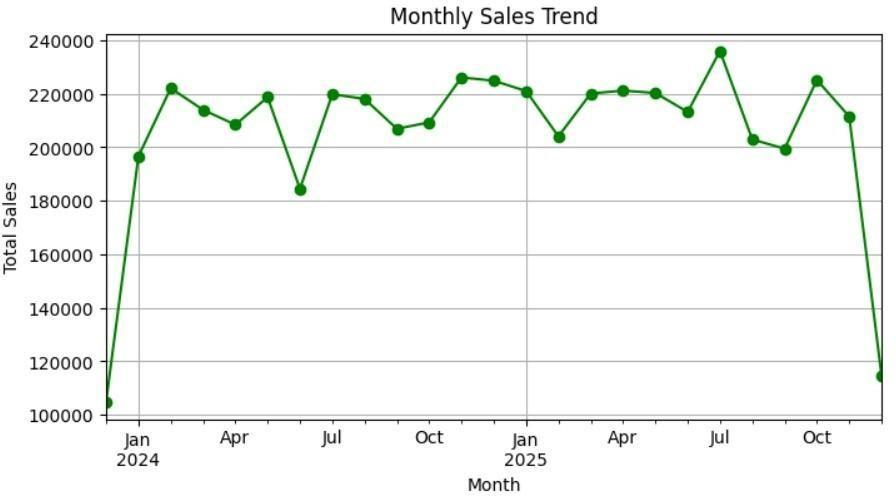 Monthly Sales Trend
240000
220000
200000
180000
160000
140000
120000
100000
Total Sales
Jan Apr Jul Oct Jan Apr Jul Oct
2024 2025
Month